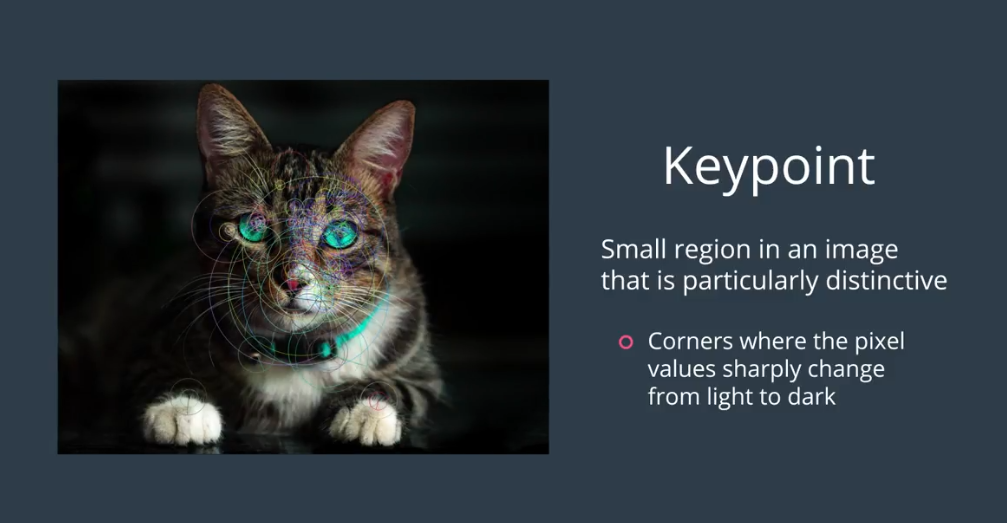 Keypoint
Small region in an image
that is particularly distinctive
Corners where the pixel
values sharply change
from light to dark